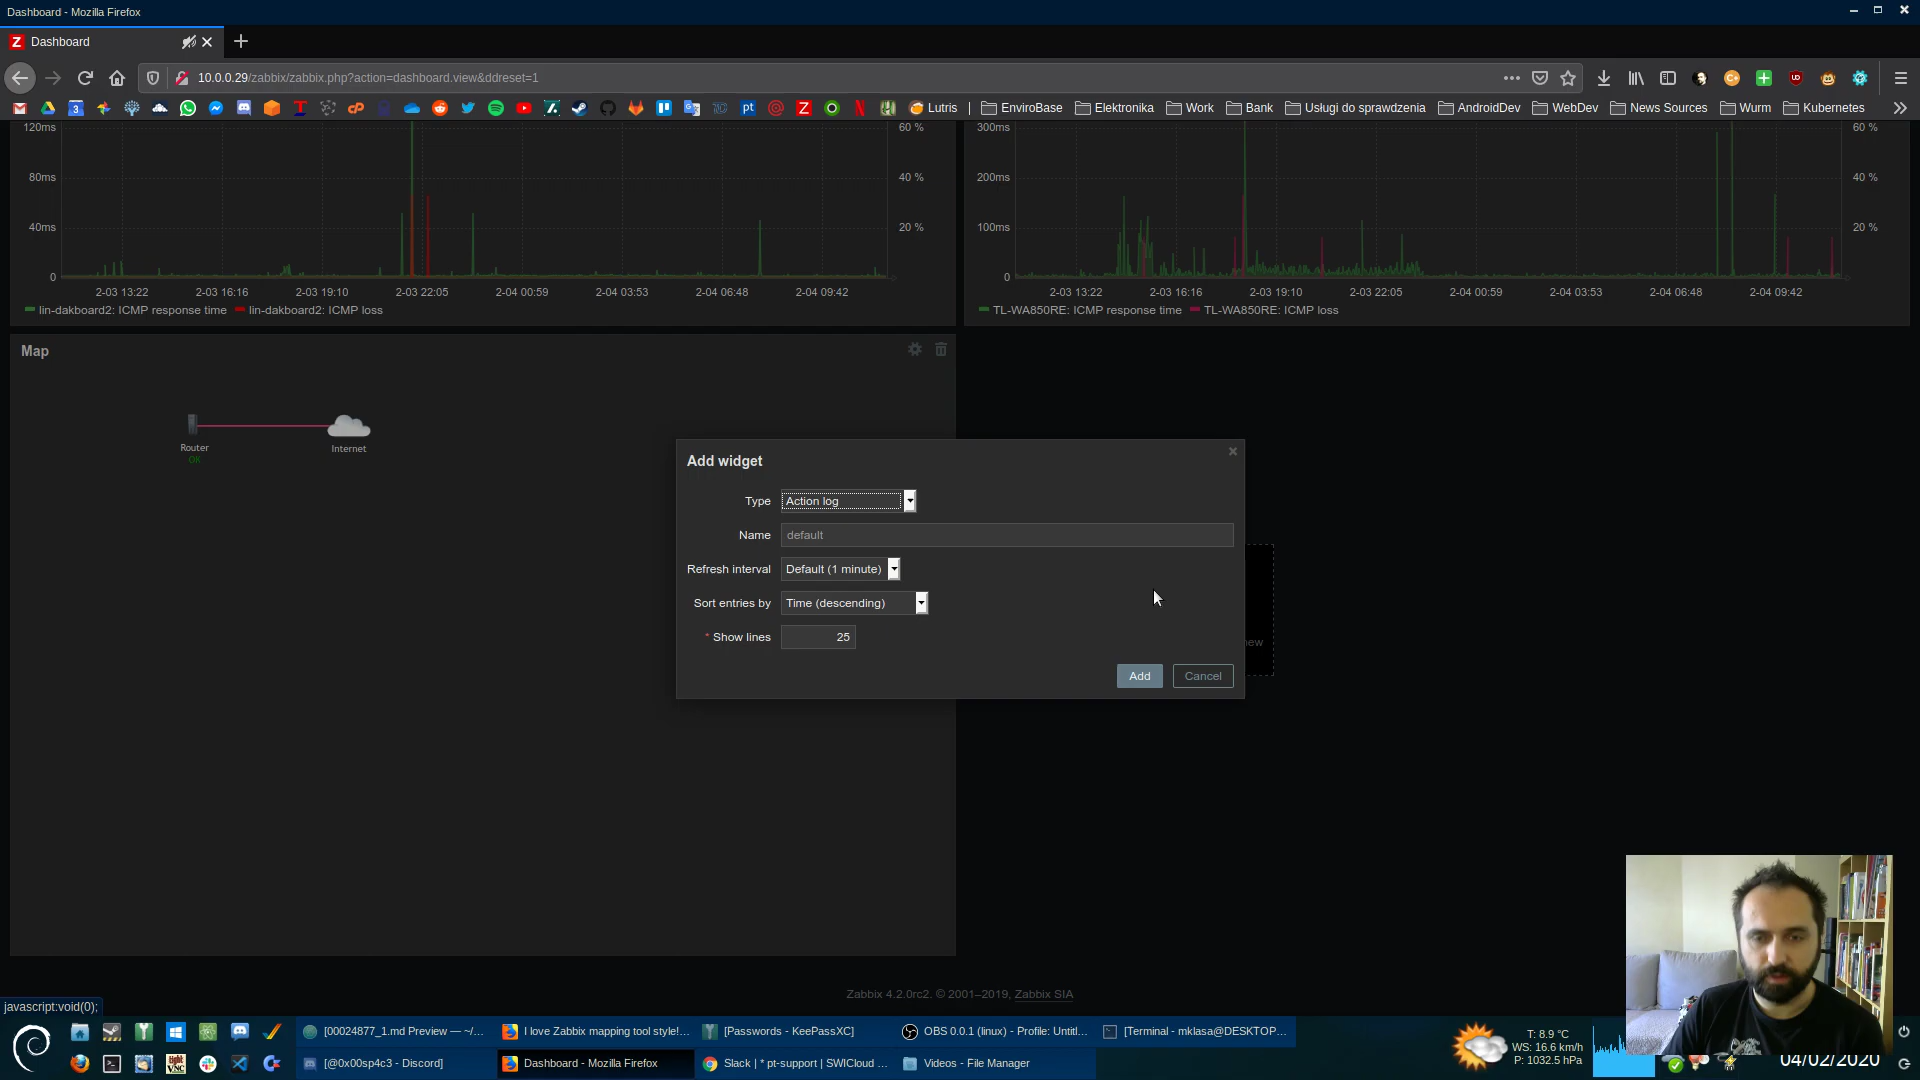 Dashboard - Mozilla Firefox
Dashboard
10.0.0.29/zabbix/zabbix.php?action=dashboard.view&ddreset=1
Lutris
EnviroBase
Elektronika
Work
Bank
Usługi do sprawdzenia
AndroidDev
WebDev
News Sources
Wurm
Kubernetes
120ms
80ms
40ms
0
60 %
40 %
20 %
2-03 13:22 2-03 16:16 2-03 19:10 2-03 22:05 2-04 00:59 2-04 03:53 2-04 06:48 2-04 09:42
lin-dakboard2: ICMP response time lin-dakboard2: ICMP loss
300ms
200ms
100ms
0
60 %
40 %
20 %
2-03 13:22 2-03 16:16 2-03 19:10 2-03 22:05 2-04 00:59 2-04 03:53 2-04 06:48 2-04 09:42
TL-WA850RE: ICMP response time TL-WA850RE: ICMP loss
Map
Router
OK
Internet
Add widget
Type Action log
Name default
Refresh interval Default (1 minute)
Sort entries by Time (descending)
* Show lines 25
Add Cancel
Zabbix 4.2.0rc2. © 2001–2019, Zabbix SIA
javascript:void(0);
[00024877_1.md Preview — ~/...
I love Zabbix mapping tool style!...
[Passwords - KeePassXC]
OBS 0.0.1 (linux) - Profile: Untitl...
[Terminal - mklasa@DESKTOP...
[@0x00sp4c3 - Discord]
Dashboard - Mozilla Firefox
Slack | * pt-support | SWICloud ...
Videos - File Manager
T: 8.9 °C
WS: 16.6 km/h
P: 1032.5 hPa
04/02/2020